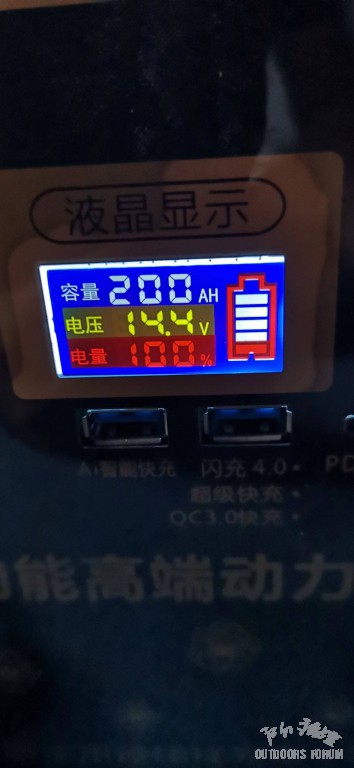 液晶显示
容量 200 AH
电压 14.4 V
电量 100 %
Ai智能快充 闪充 4.0 PD
超级快充
QC3.0快充
能高端动力
OUTDOORS FORUM